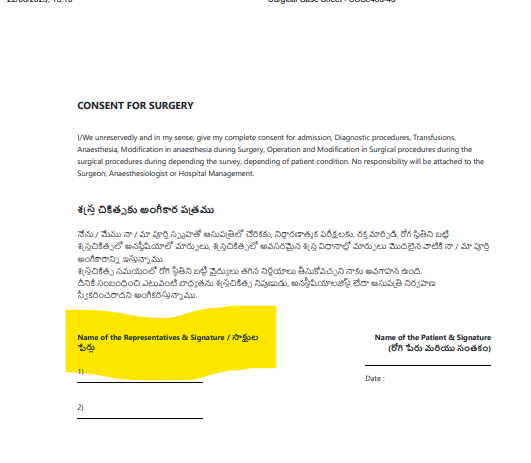 CONSENT FOR SURGERY
I/We unreservedly and in my sense, give my complete consent for admission, Diagnostic procedures, Transfusions,
Anaesthesia, Modification in anaesthesia during Surgery, Operation and Modification in Surgical procedures during the
surgical procedures during depending the survey, depending of patient condition. No responsibility will be attached to the
Surgeon, Anaesthesiologist or Hospital Management.
శస్త్ర చికిత్సకు అంగీకార పత్రము
నేను / మేము నా / మా పూర్తి స్పృహతో ఆసుపత్రిలో చేరికకు, నిర్ధారణాత్మక పరీక్షలకు, రక్త మార్పిడి, రోగ స్థితిని బట్టి
శస్త్రచికిత్సలో అనస్థీషియాలో మార్పులు, శస్త్రచికిత్సలో అవసరమైన శస్త్ర విధానాల్లో మార్పులు మొదలైన వాటికి నా / మా పూర్తి
అంగీకారాన్ని ఇస్తున్నాము.
శస్త్రచికిత్స సమయంలో రోగి స్థితిని బట్టి వైద్యులు తగిన నిర్ణయాలు తీసుకోవచ్చని నాకు అవగాహన ఉంది.
దీనికి సంబంధించి ఎటువంటి బాధ్యతను శస్త్రచికిత్స నిపుణుడు, అనస్థీషియాలజిస్ట్ లేదా ఆసుపత్రి నిర్వహణ
స్వీకరించరాదని అంగీకరిస్తున్నాము.
Name of the Representatives & Signature / సాక్షుల
పేర్లు
1)
2)
Name of the Patient & Signature
(రోగి పేరు మరియు సంతకం)
Date :